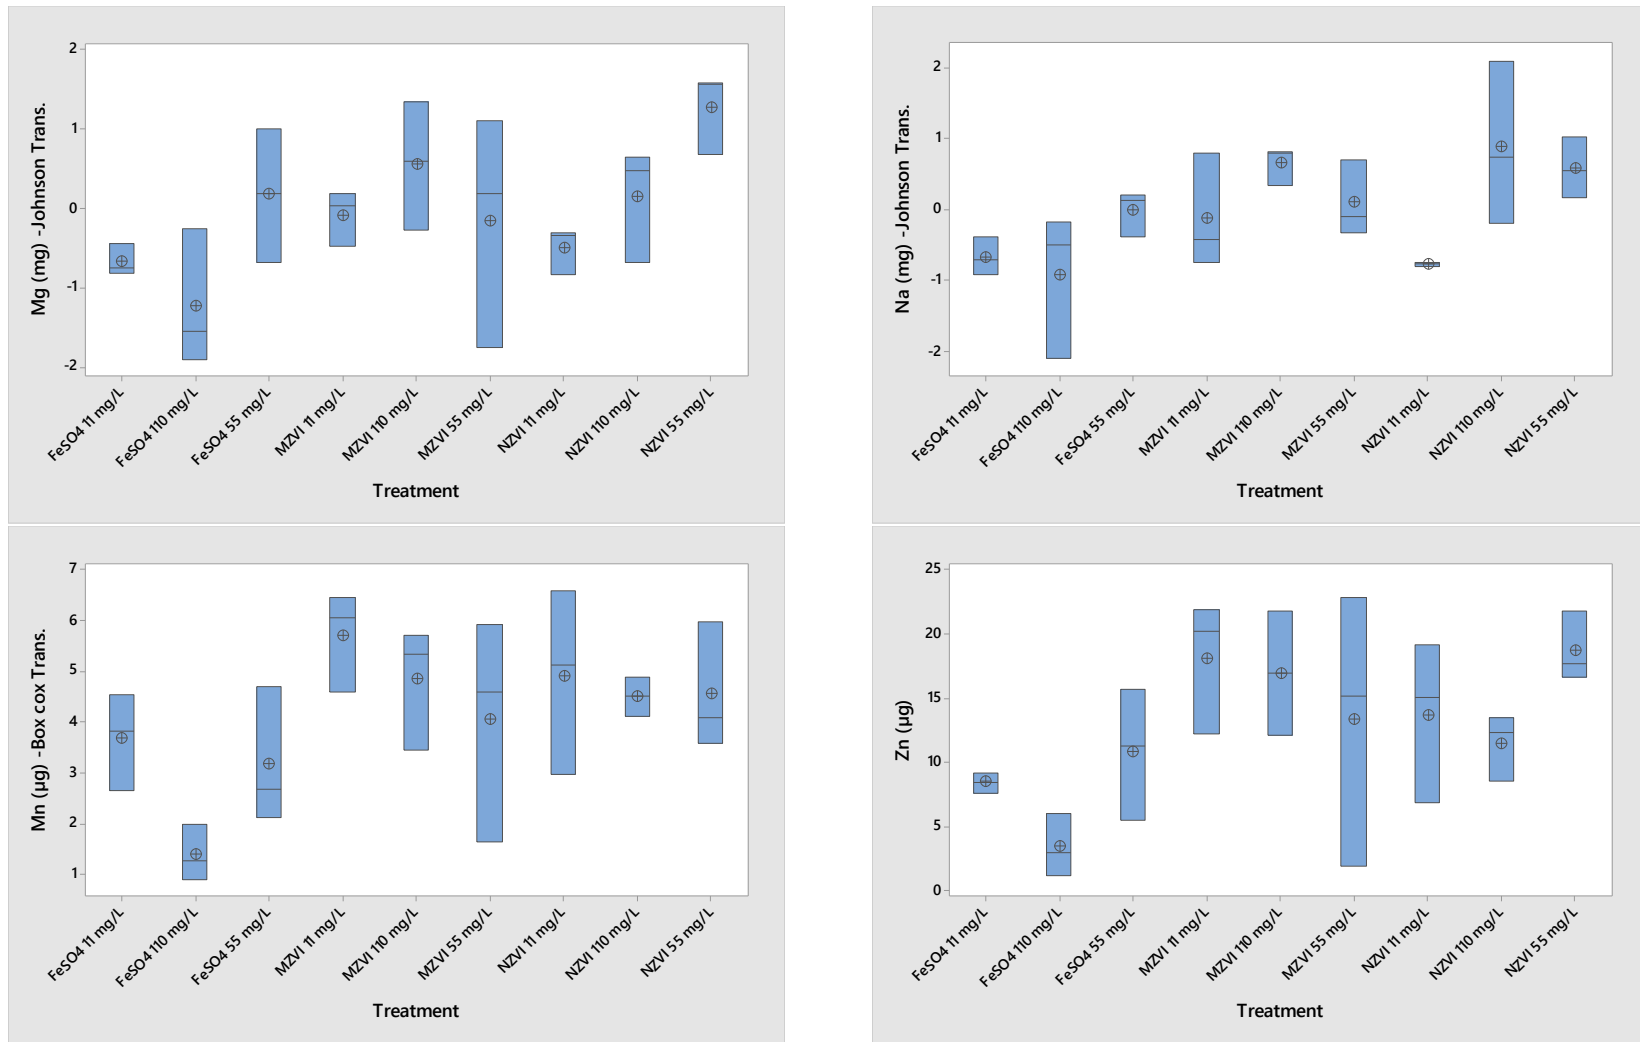 Mg (mg) -Johnson Trans.
2
1
0
-1
-2
FeSO4 11 mg/L
FeSO4 110 mg/L
FeSO4 55 mg/L
MZVI 11 mg/L
MZVI 110 mg/L
MZVI 55 mg/L
NZVI 11 mg/L
NZVI 110 mg/L
NZVI 55 mg/L
Treatment
Na (mg) -Johnson Trans.
2
1
0
-1
-2
FeSO4 11 mg/L
FeSO4 110 mg/L
FeSO4 55 mg/L
MZVI 11 mg/L
MZVI 110 mg/L
MZVI 55 mg/L
NZVI 11 mg/L
NZVI 110 mg/L
NZVI 55 mg/L
Treatment
Mn (µg) -Box cox Trans.
7
6
5
4
3
2
1
FeSO4 11 mg/L
FeSO4 110 mg/L
FeSO4 55 mg/L
MZVI 11 mg/L
MZVI 110 mg/L
MZVI 55 mg/L
NZVI 11 mg/L
NZVI 110 mg/L
NZVI 55 mg/L
Treatment
Zn (µg)
25
20
15
10
5
0
FeSO4 11 mg/L
FeSO4 110 mg/L
FeSO4 55 mg/L
MZVI 11 mg/L
MZVI 110 mg/L
MZVI 55 mg/L
NZVI 11 mg/L
NZVI 110 mg/L
NZVI 55 mg/L
Treatment